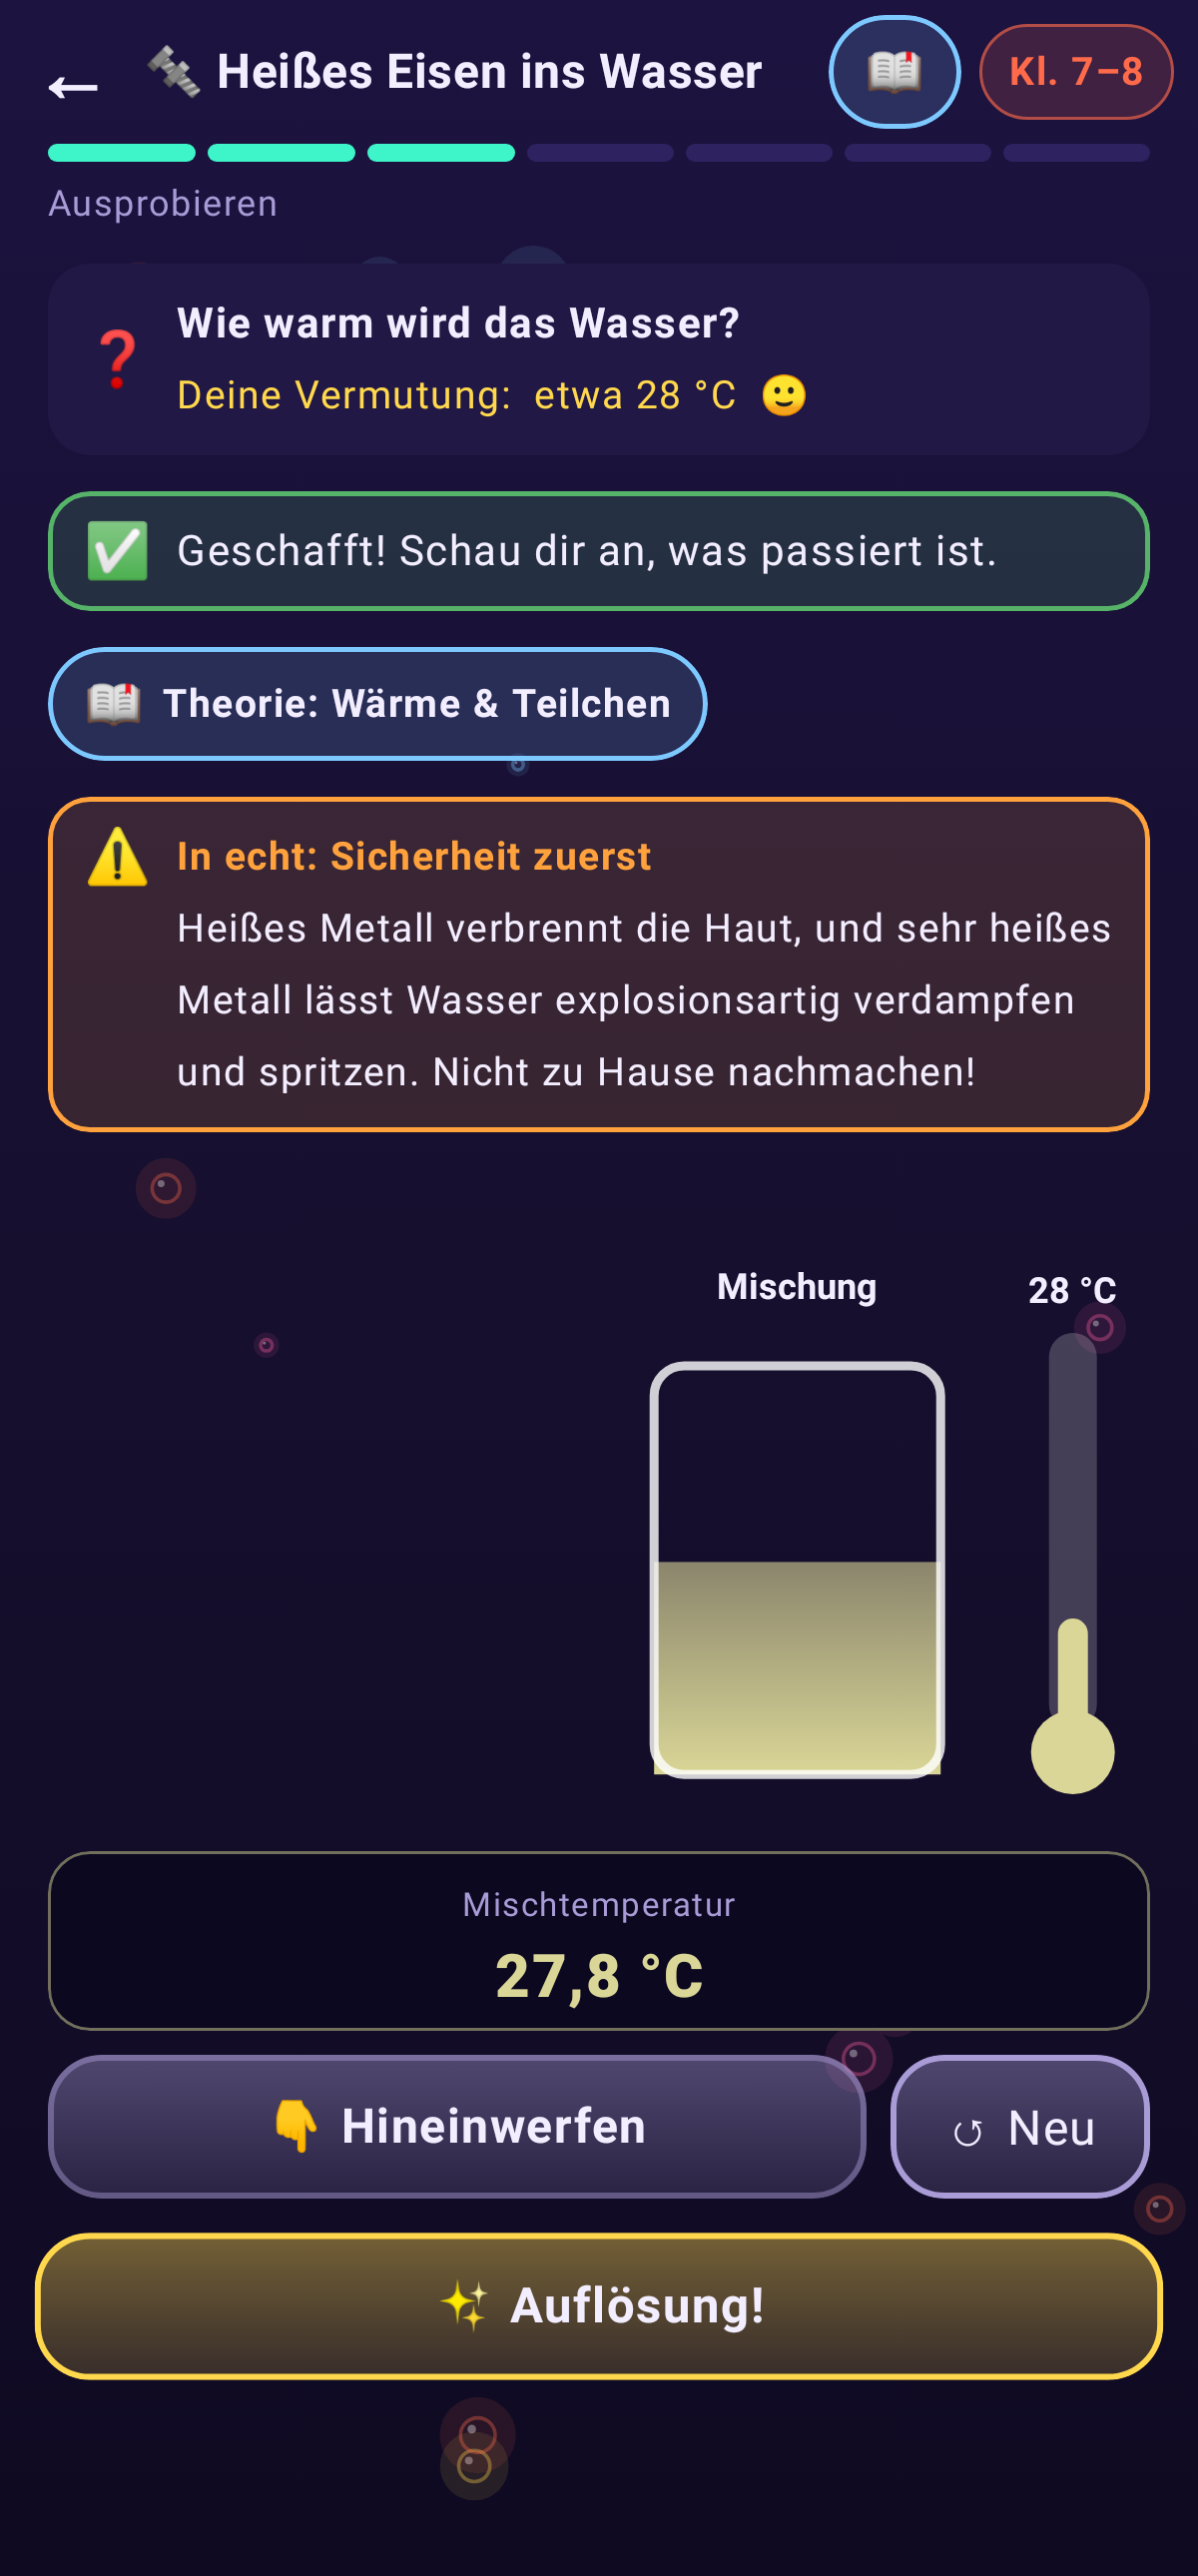 ← Heißes Eisen ins Wasser Kl. 7–8
Ausprobieren
Wie warm wird das Wasser?
Deine Vermutung: etwa 28 °C
Geschafft! Schau dir an, was passiert ist.
Theorie: Wärme & Teilchen
In echt: Sicherheit zuerst
Heißes Metall verbrennt die Haut, und sehr heißes
Metall lässt Wasser explosionsartig verdampfen
und spritzen. Nicht zu Hause nachmachen!
Mischung 28 °C
Mischtemperatur
27,8 °C
Hineinwerfen
Neu
Auflösung!